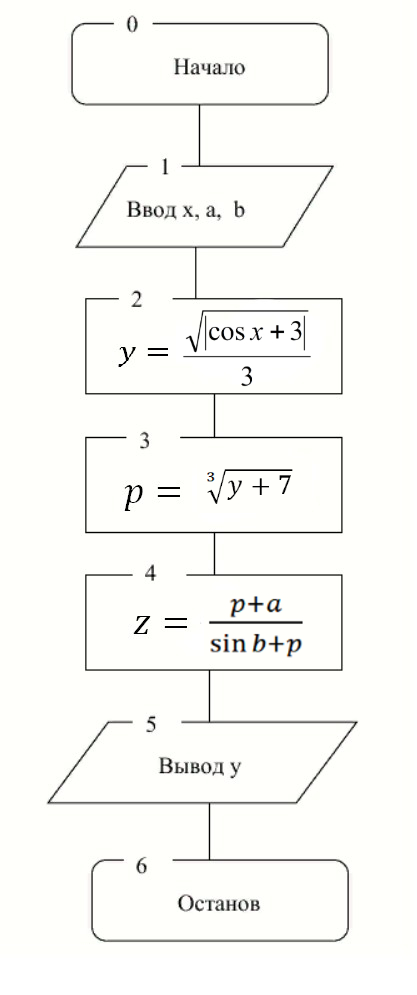 0
Начало
1
Ввод x, a, b
2
y = √|cos x + 3| / 3
3
p = ∛(y + 7)
4
z = (p+a) / (sin b+p)
5
Вывод y
6
Останов